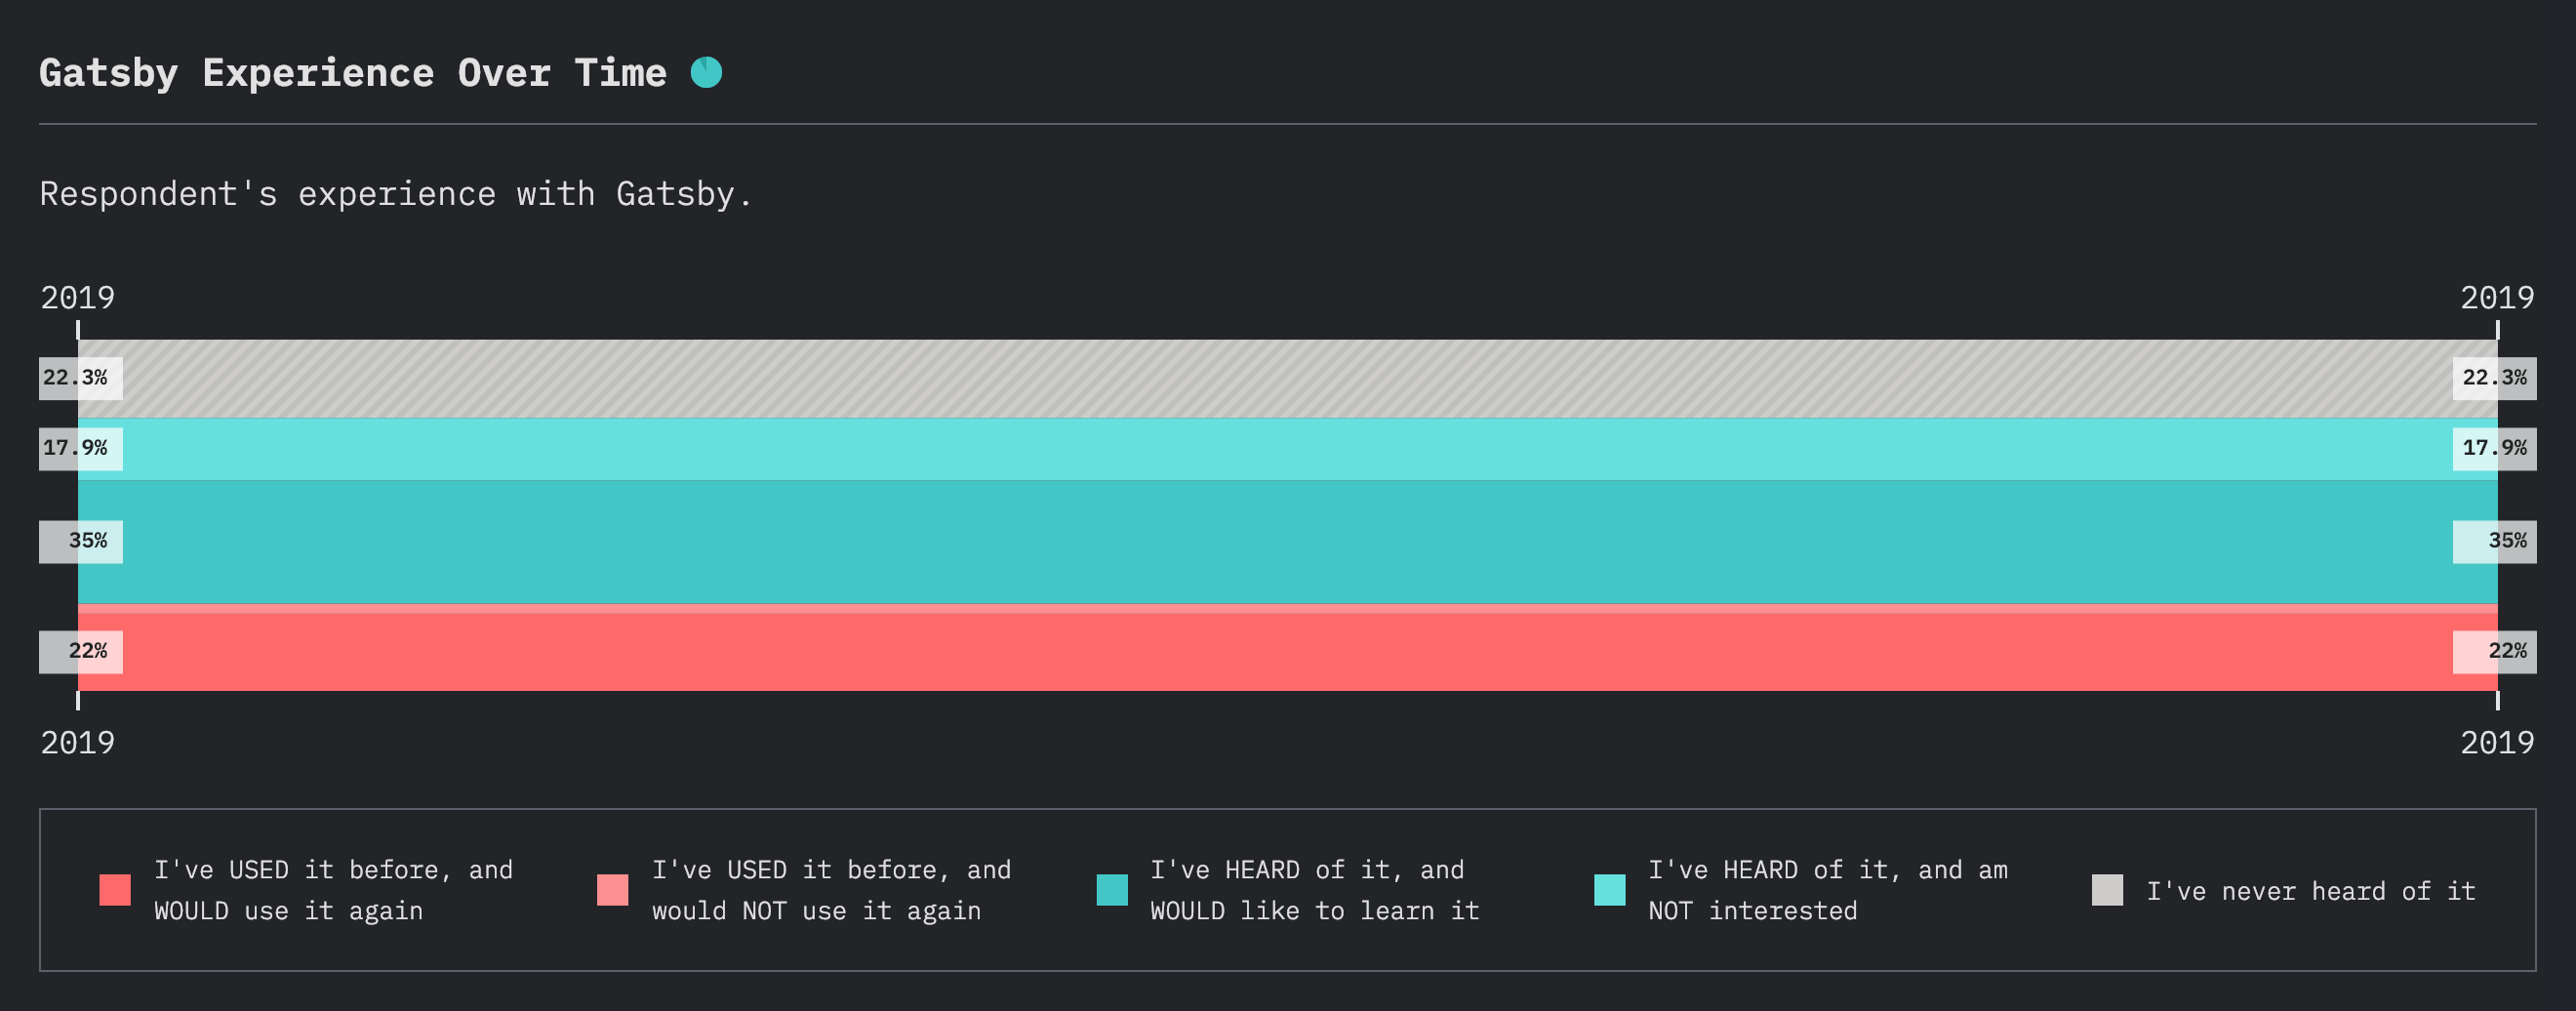 Gatsby Experience Over Time
Respondent's experience with Gatsby.
2019 2019
22.3% 22.3%
17.9% 17.9%
35% 35%
22% 22%
2019 2019
I've USED it before, and
WOULD use it again
I've USED it before, and
would NOT use it again
I've HEARD of it, and
WOULD like to learn it
I've HEARD of it, and am
NOT interested
I've never heard of it